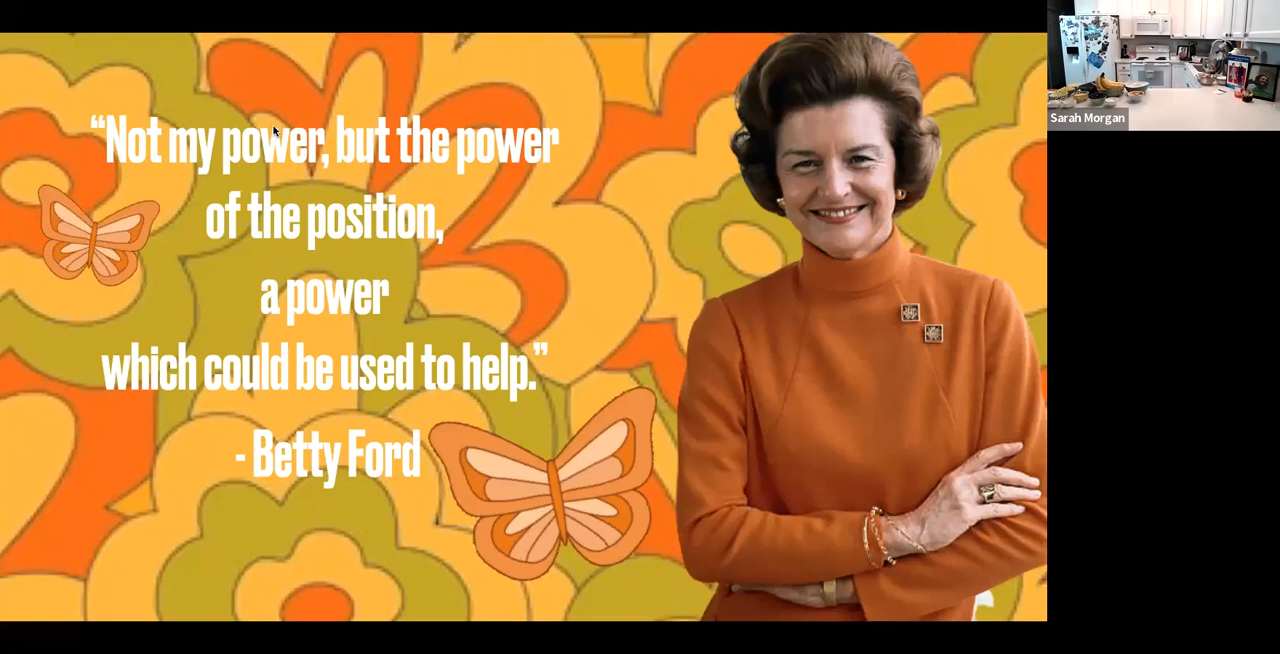 “Not my power, but the power
of the position,
a power
which could be used to help.”
- Betty Ford
Sarah Morgan